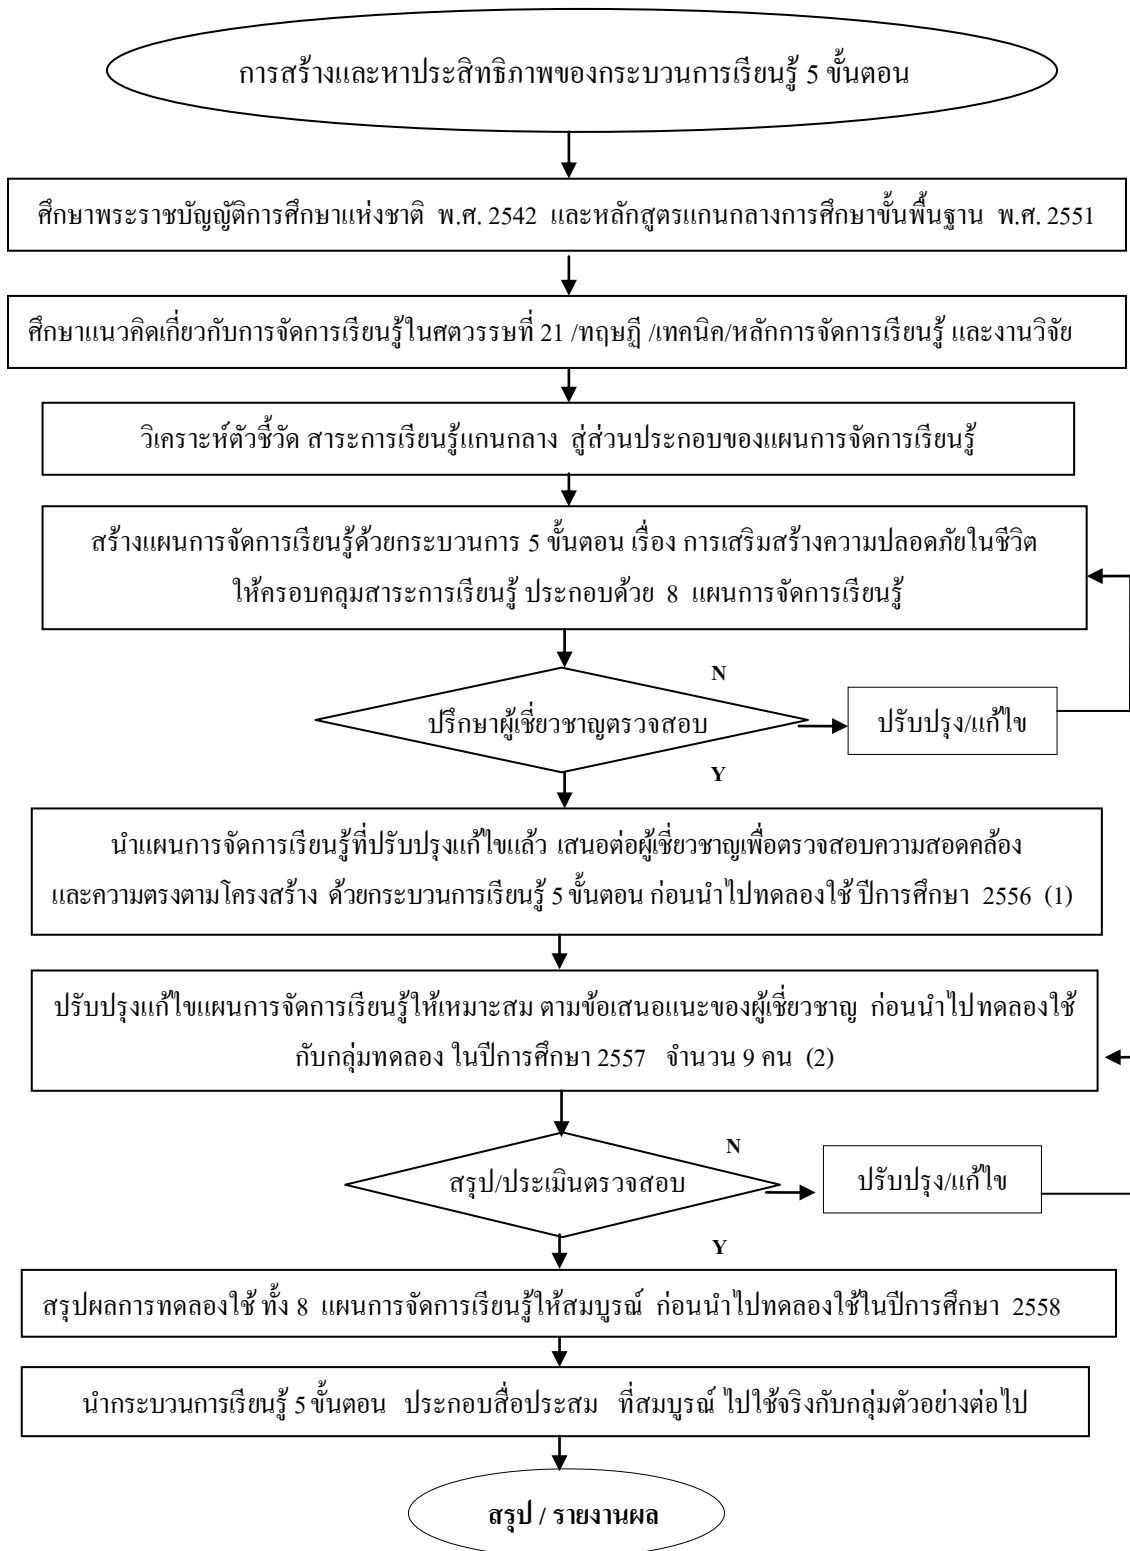 การสร้างและหาประสิทธิภาพของกระบวนการเรียนรู้ 5 ขั้นตอน
ศึกษาพระราชบัญญัติการศึกษาแห่งชาติ พ.ศ. 2542 และหลักสูตรแกนกลางการศึกษาขั้นพื้นฐาน พ.ศ. 2551
ศึกษาแนวคิดเกี่ยวกับการจัดการเรียนรู้ในศตวรรษที่ 21 /ทฤษฏี /เทคนิค/หลักการจัดการเรียนรู้ และงานวิจัย
วิเคราะห์ตัวชี้วัด สาระการเรียนรู้แกนกลาง สู่ส่วนประกอบของแผนการจัดการเรียนรู้
สร้างแผนการจัดการเรียนรู้ด้วยกระบวนการ 5 ขั้นตอน เรื่อง การเสริมสร้างความปลอดภัยในชีวิต
ให้ครอบคลุมสาระการเรียนรู้ ประกอบด้วย 8 แผนการจัดการเรียนรู้
N
ปรึกษาผู้เชี่ยวชาญตรวจสอบ
ปรับปรุง/แก้ไข
Y
นำแผนการจัดการเรียนรู้ที่ปรับปรุงแก้ไขแล้ว เสนอต่อผู้เชี่ยวชาญเพื่อตรวจสอบความสอดคล้อง
และความตรงตามโครงสร้าง ด้วยกระบวนการเรียนรู้ 5 ขั้นตอน ก่อนนำไปทดลองใช้ ปีการศึกษา 2556 (1)
ปรับปรุงแก้ไขแผนการจัดการเรียนรู้ให้เหมาะสม ตามข้อเสนอแนะของผู้เชี่ยวชาญ ก่อนนำไปทดลองใช้
กับกลุ่มทดลอง ในปีการศึกษา 2557 จำนวน 9 คน (2)
N
สรุป/ประเมินตรวจสอบ
ปรับปรุง/แก้ไข
Y
สรุปผลการทดลองใช้ ทั้ง 8 แผนการจัดการเรียนรู้ให้สมบูรณ์ ก่อนนำไปทดลองใช้ในปีการศึกษา 2558
นำกระบวนการเรียนรู้ 5 ขั้นตอน ประกอบสื่อประสม ที่สมบูรณ์ ไปใช้จริงกับกลุ่มตัวอย่างต่อไป
สรุป / รายงานผล